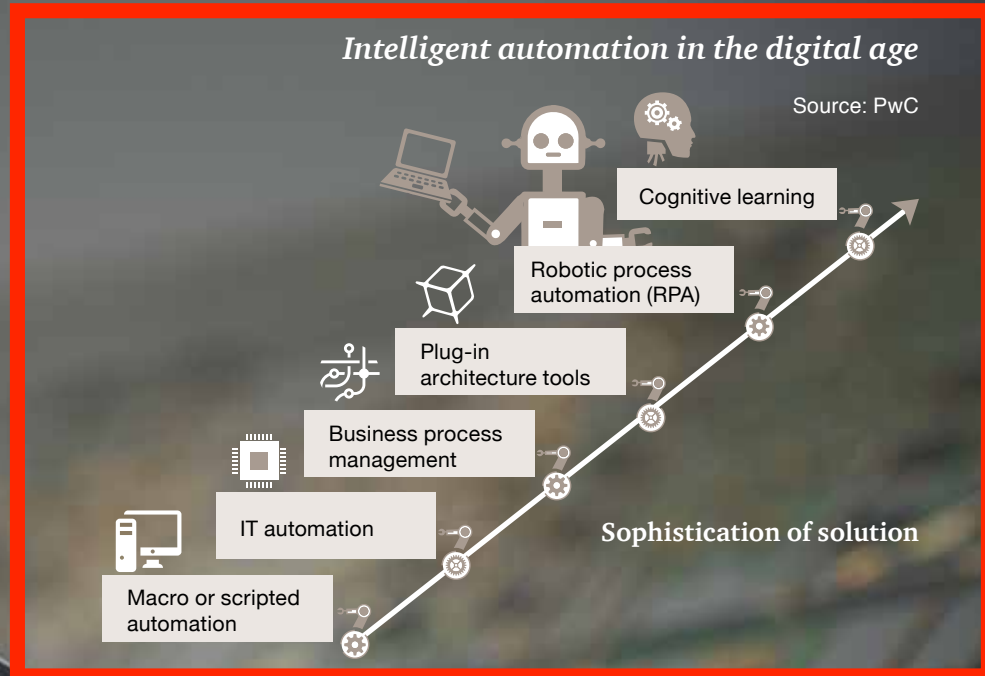 Intelligent automation in the digital age
Source: PwC
Cognitive learning
Robotic process
automation (RPA)
Plug-in
architecture tools
Business process
management
IT automation
Sophistication of solution
Macro or scripted
automation